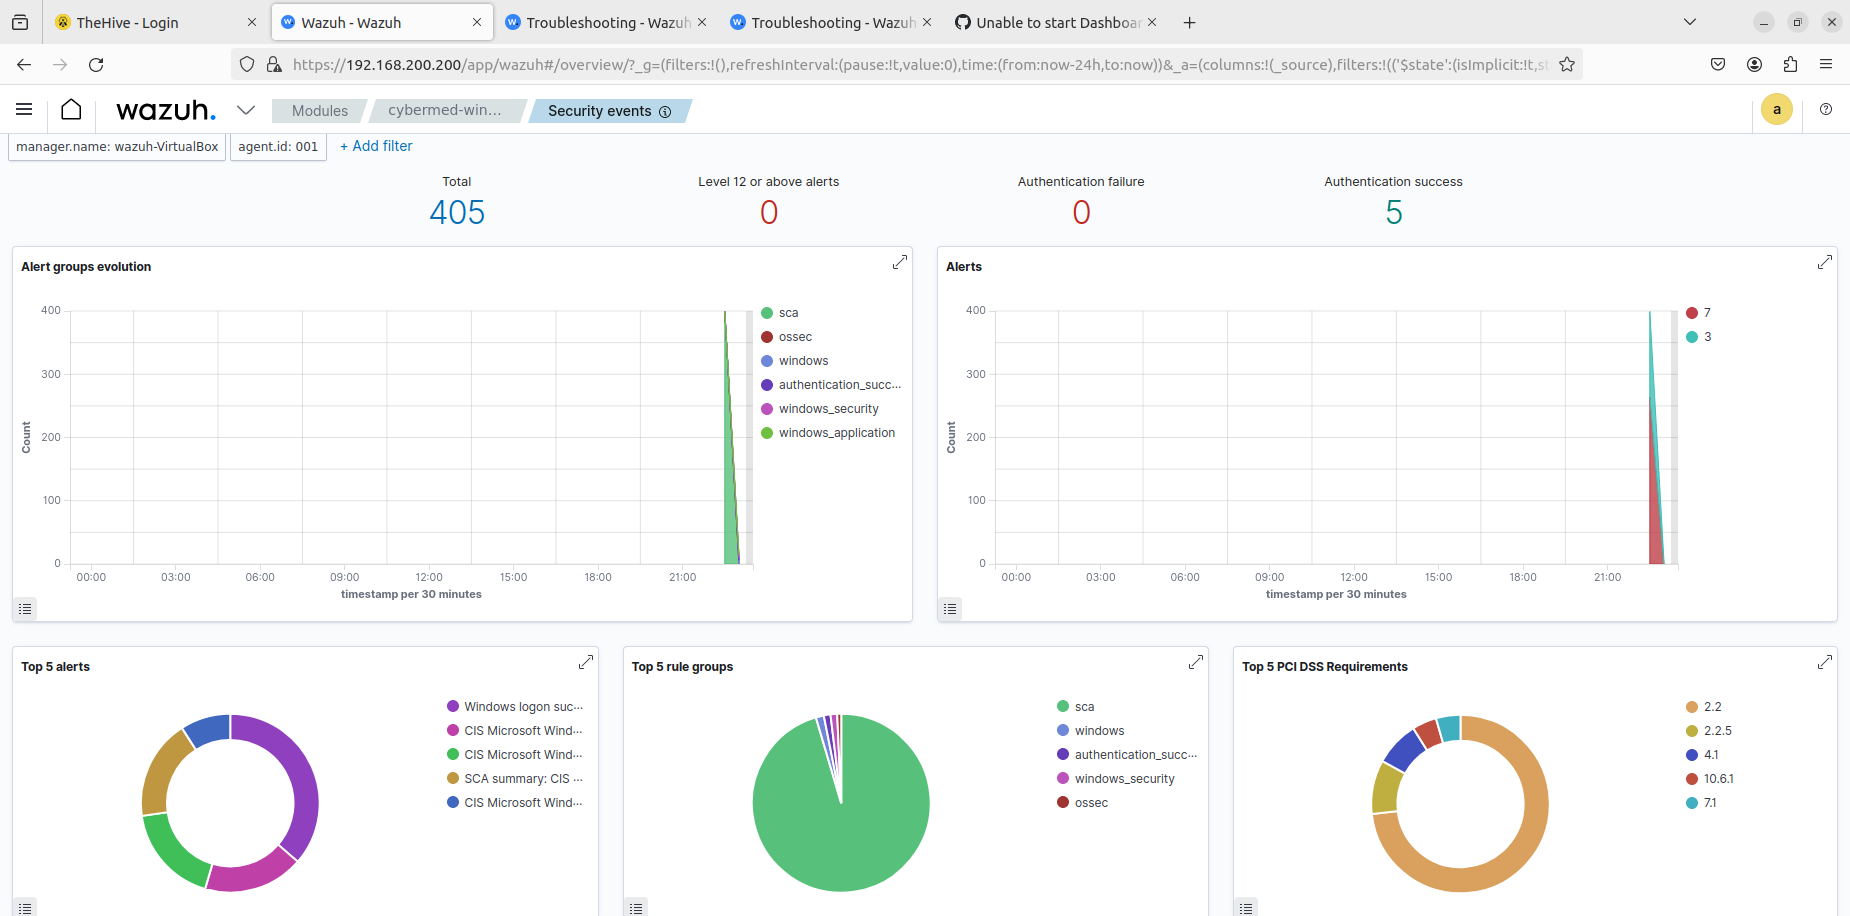 TheHive - Login
Wazuh - Wazuh
Troubleshooting - Wazuh
Troubleshooting - Wazuh
Unable to start Dashboar
https://192.168.200.200/app/wazuh#/overview/?_g=(filters:!(),refreshInterval:(pause:!t,value:0),time:(from:now-24h,to:now))&_a=(columns:!(_source),filters:!(('$state':(isImplicit:!t,st
wazuh.
Modules
cybermed-win...
Security events
a
manager.name: wazuh-VirtualBox
agent.id: 001
+ Add filter
Total
405
Level 12 or above alerts
0
Authentication failure
0
Authentication success
5
Alert groups evolution
400
300
200
100
0
Count
00:00 03:00 06:00 09:00 12:00 15:00 18:00 21:00
timestamp per 30 minutes
sca
ossec
windows
authentication_succ...
windows_security
windows_application
Alerts
400
300
200
100
0
Count
00:00 03:00 06:00 09:00 12:00 15:00 18:00 21:00
timestamp per 30 minutes
7
3
Top 5 alerts
Windows logon suc...
CIS Microsoft Wind...
CIS Microsoft Wind...
SCA summary: CIS ...
CIS Microsoft Wind...
Top 5 rule groups
sca
windows
authentication_succ...
windows_security
ossec
Top 5 PCI DSS Requirements
2.2
2.2.5
4.1
10.6.1
7.1